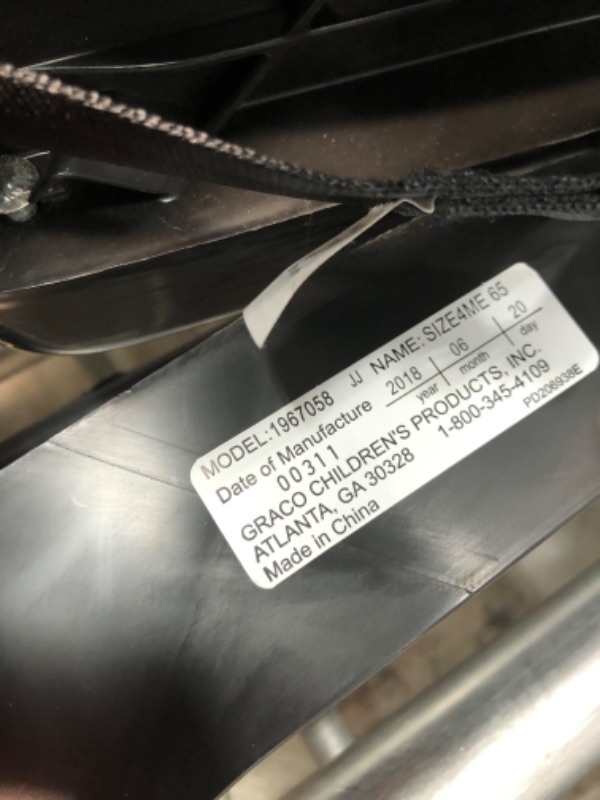 MODEL:1967058 JJ NAME: SIZE4ME 65
Date of Manufacture 2018 06 20
year month day
00311
GRACO CHILDREN'S PRODUCTS, INC.
ATLANTA, GA 30328 1-800-345-4109
Made in China PD206938E